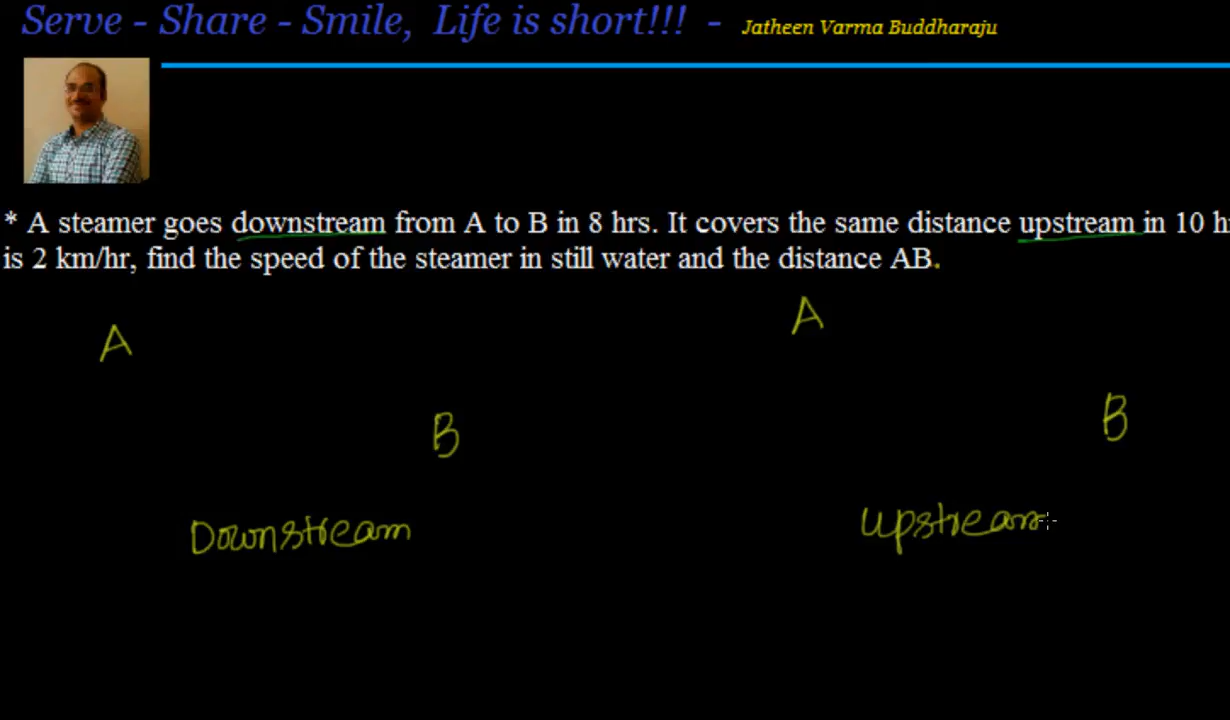 Serve - Share - Smile, Life is short!!! - Jatheen Varma Buddharaju
* A steamer goes downstream from A to B in 8 hrs. It covers the same distance upstream in 10 h
is 2 km/hr, find the speed of the steamer in still water and the distance AB.
A A
B B
Downstream Upstream